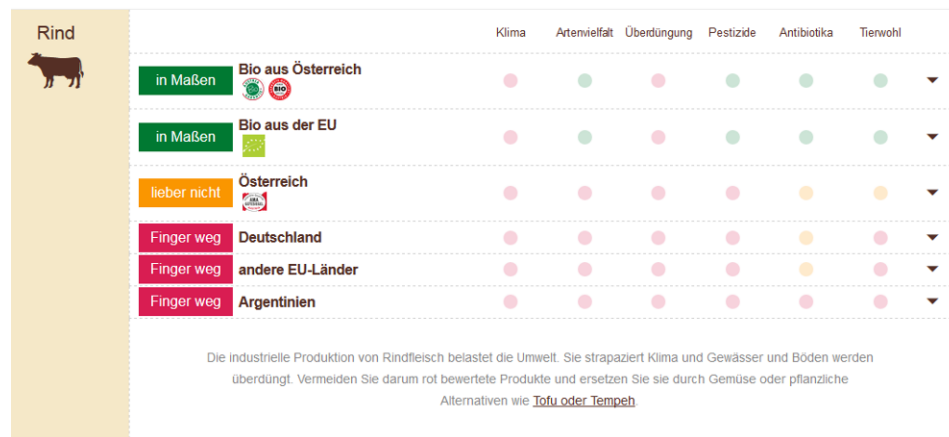 Rind
Klima Artenvielfalt Überdüngung Pestizide Antibiotika Tierwohl
in Maßen Bio aus Österreich
BIO
in Maßen Bio aus der EU
lieber nicht Österreich
AMA
Finger weg Deutschland
Finger weg andere EU-Länder
Finger weg Argentinien
Die industrielle Produktion von Rindfleisch belastet die Umwelt. Sie strapaziert Klima und Gewässer und Böden werden
überdüngt. Vermeiden Sie darum rot bewertete Produkte und ersetzen Sie sie durch Gemüse oder pflanzliche
Alternativen wie Tofu oder Tempeh.